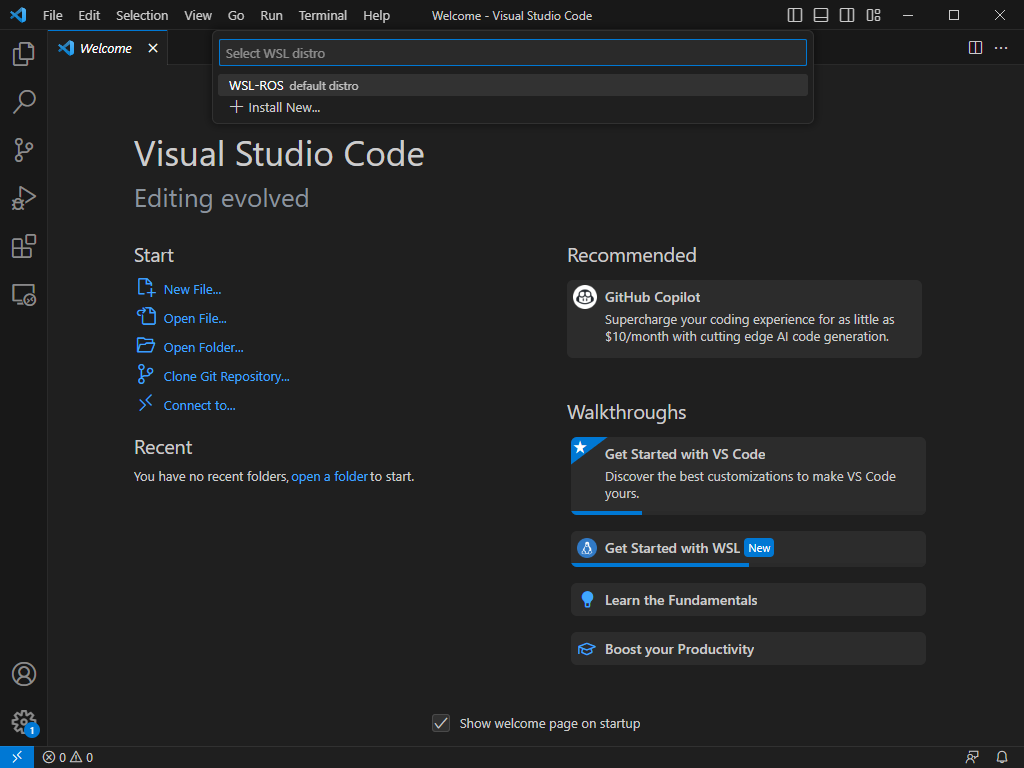 File Edit Selection View Go Run Terminal Help Welcome - Visual Studio Code
Welcome
Select WSL distro
WSL-ROS default distro
Install New...
Visual Studio Code
Editing evolved
Start
New File...
Open File...
Open Folder...
Clone Git Repository...
Connect to...
Recent
You have no recent folders, open a folder to start.
Recommended
GitHub Copilot
Supercharge your coding experience for as little as
$10/month with cutting edge AI code generation.
Walkthroughs
Get Started with VS Code
Discover the best customizations to make VS Code
yours.
Get Started with WSL New
Learn the Fundamentals
Boost your Productivity
Show welcome page on startup
1
0 0